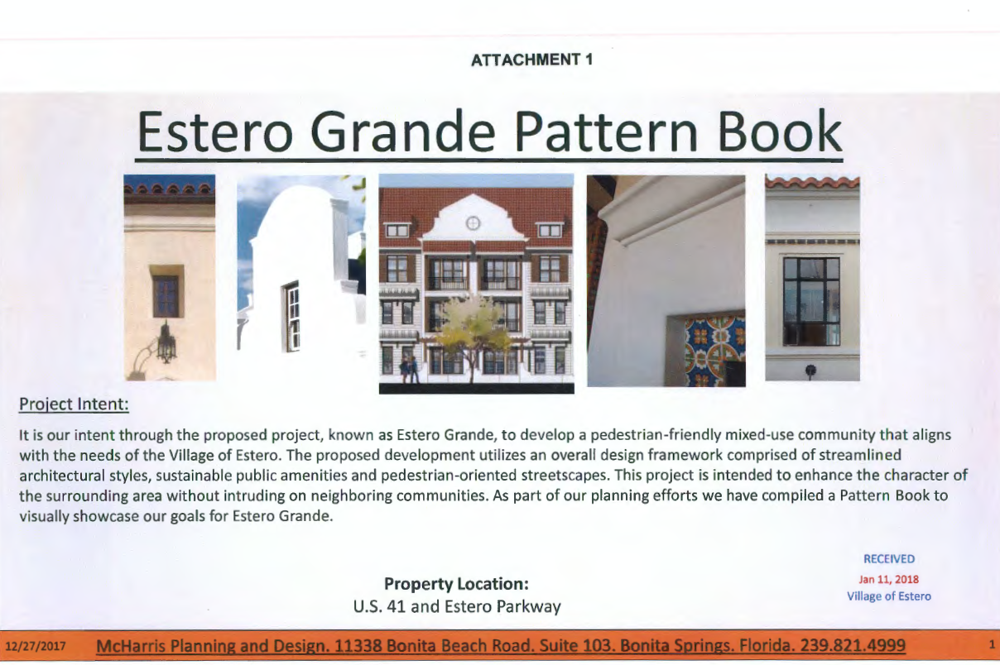 ATTACHMENT 1
Estero Grande Pattern Book
Project Intent:
It is our intent through the proposed project, known as Estero Grande, to develop a pedestrian-friendly mixed-use community that aligns
with the needs of the Village of Estero. The proposed development utilizes an overall design framework comprised of streamlined
architectural styles, sustainable public amenities and pedestrian-oriented streetscapes. This project is intended to enhance the character of
the surrounding area without intruding on neighboring communities. As part of our planning efforts we have compiled a Pattern Book to
visually showcase our goals for Estero Grande.
RECEIVED
Jan 11, 2018
Village of Estero
Property Location:
U.S. 41 and Estero Parkway
12/27/2017 McHarris Planning and Design. 11338 Bonita Beach Road. Suite 103. Bonita Springs. Florida. 239.821.4999 1